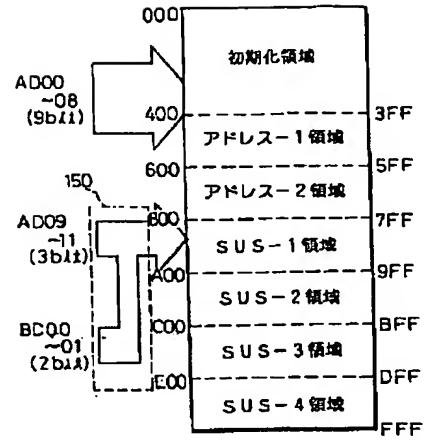 000
初期化領域
AD00
~08
(9bit)
400
3FF
アドレス-1領域
600
5FF
アドレス-2領域
150
800
7FF
AD09
~11
(3bit)
SUS-1領域
A00
9FF
SUS-2領域
BD00
~01
(2bit)
C00
BFF
SUS-3領域
E00
DFF
SUS-4領域
FFF